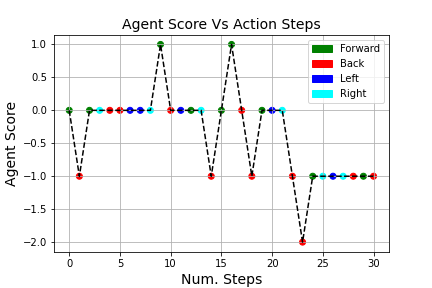 Agent Score Vs Action Steps
1.0
0.5
0.0
−0.5
−1.0
−1.5
−2.0
Agent Score
Forward
Back
Left
Right
0 5 10 15 20 25 30
Num. Steps